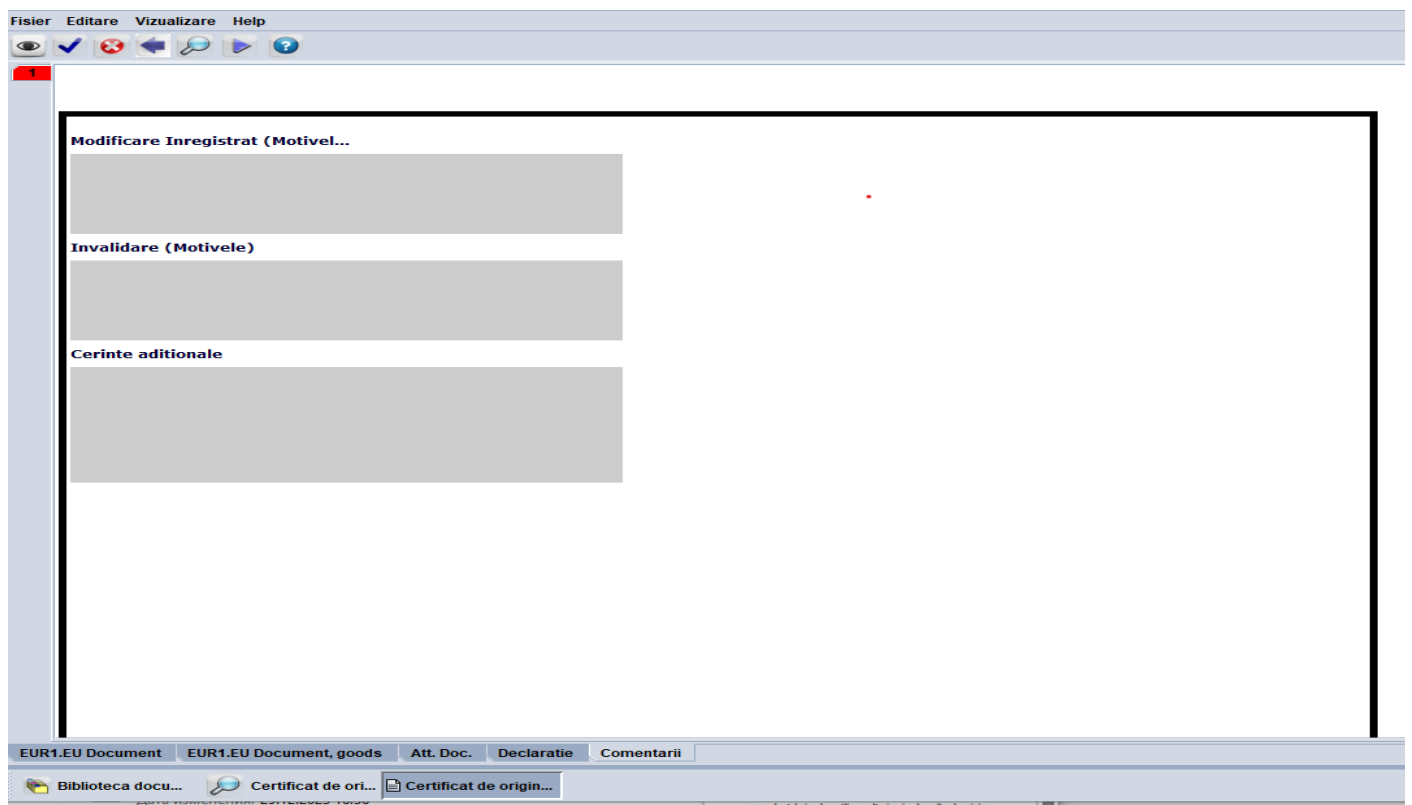 Fisier Editare Vizualizare Help
1
Modificare Inregistrat (Motivel...
Invalidare (Motivele)
Cerinte aditionale
EUR1.EU Document EUR1.EU Document, goods Att. Doc. Declaratie Comentarii
Biblioteca docu... Certificat de ori... Certificat de origin...